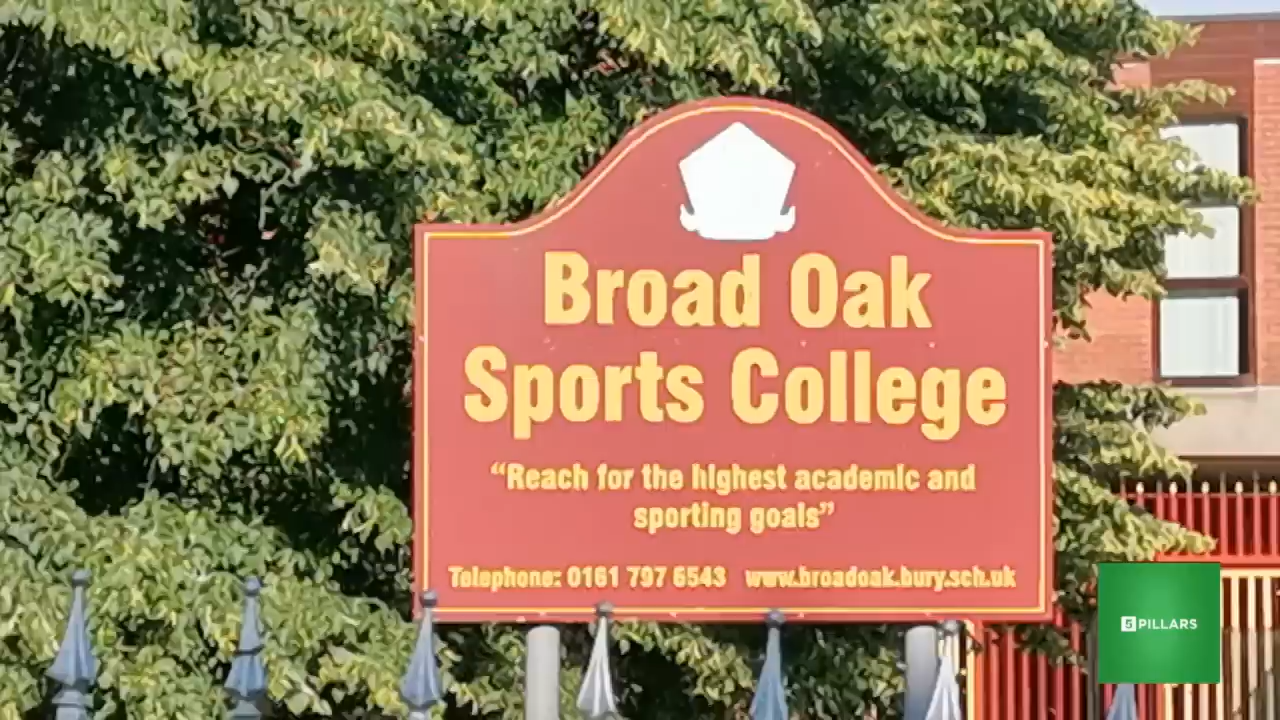 Broad Oak
Sports College
“Reach for the highest academic and
sporting goals”
Telephone: 0161 797 6543 www.broadoak.bury.sch.uk
5PILLARS